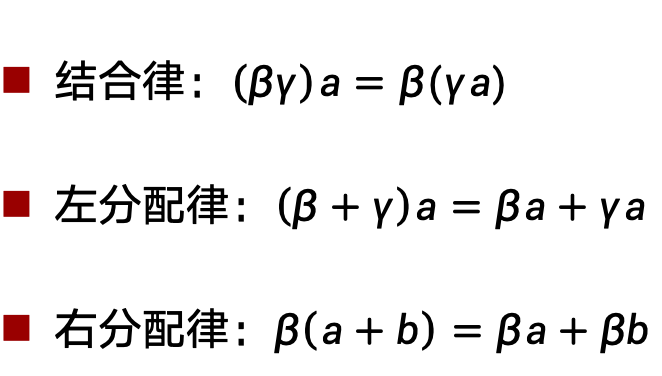 结合律：(βγ)a = β(γa)
左分配律：(β + γ)a = βa + γa
右分配律：β(a + b) = βa + βb